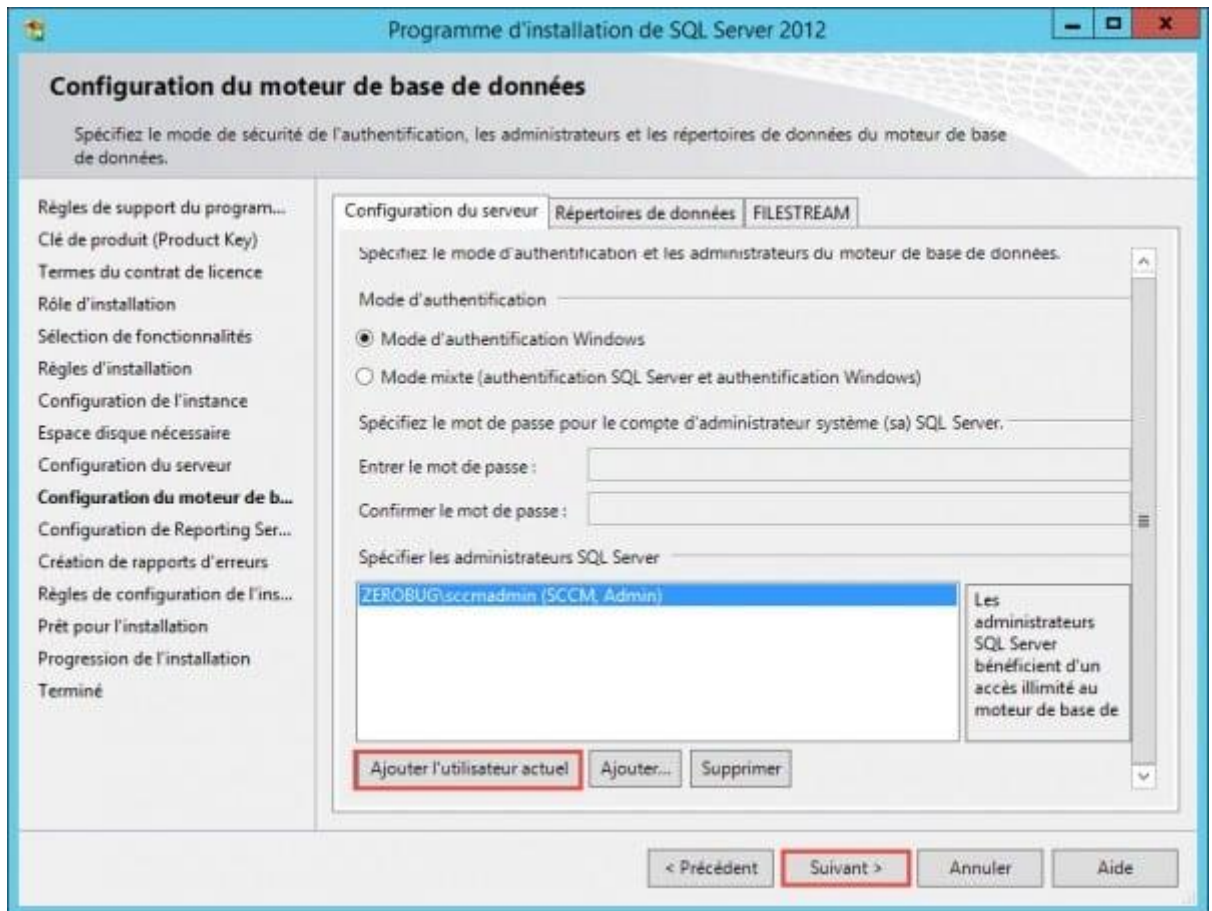 Programme d'installation de SQL Server 2012
Configuration du moteur de base de données
Spécifiez le mode de sécurité de l'authentification, les administrateurs et les répertoires de données du moteur de base
de données.
Règles de support du program...
Clé de produit (Product Key)
Termes du contrat de licence
Rôle d'installation
Sélection de fonctionnalités
Règles d'installation
Configuration de l'instance
Espace disque nécessaire
Configuration du serveur
Configuration du moteur de b...
Configuration de Reporting Ser...
Création de rapports d'erreurs
Règles de configuration de l'ins...
Prêt pour l'installation
Progression de l'installation
Terminé
Configuration du serveur
Répertoires de données
FILESTREAM
Spécifiez le mode d'authentification et les administrateurs du moteur de base de données.
Mode d'authentification
Mode d'authentification Windows
Mode mixte (authentification SQL Server et authentification Windows)
Spécifiez le mot de passe pour le compte d'administrateur système (sa) SQL Server.
Entrer le mot de passe :
Confirmer le mot de passe :
Spécifier les administrateurs SQL Server
ZEROBUG\sccmadmin (SCCM, Admin)
Les
administrateurs
SQL Server
bénéficient d'un
accès illimité au
moteur de base de
Ajouter l'utilisateur actuel
Ajouter...
Supprimer
< Précédent
Suivant >
Annuler
Aide